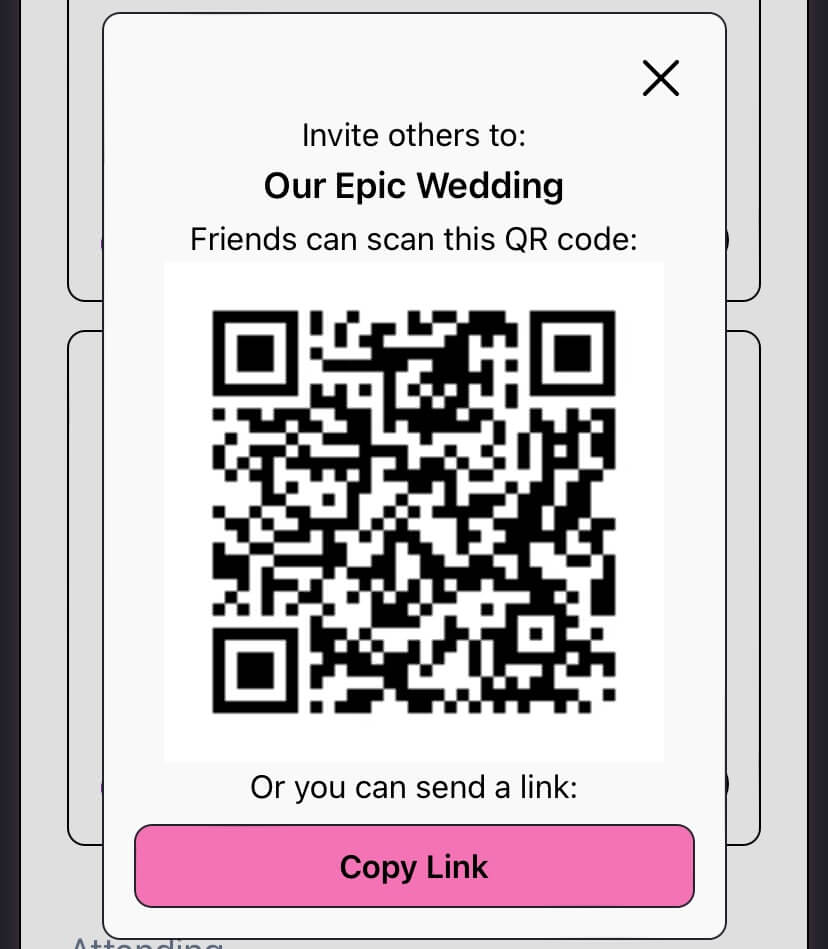 Invite others to:
Our Epic Wedding
Friends can scan this QR code:
Or you can send a link:
Copy Link
Attending